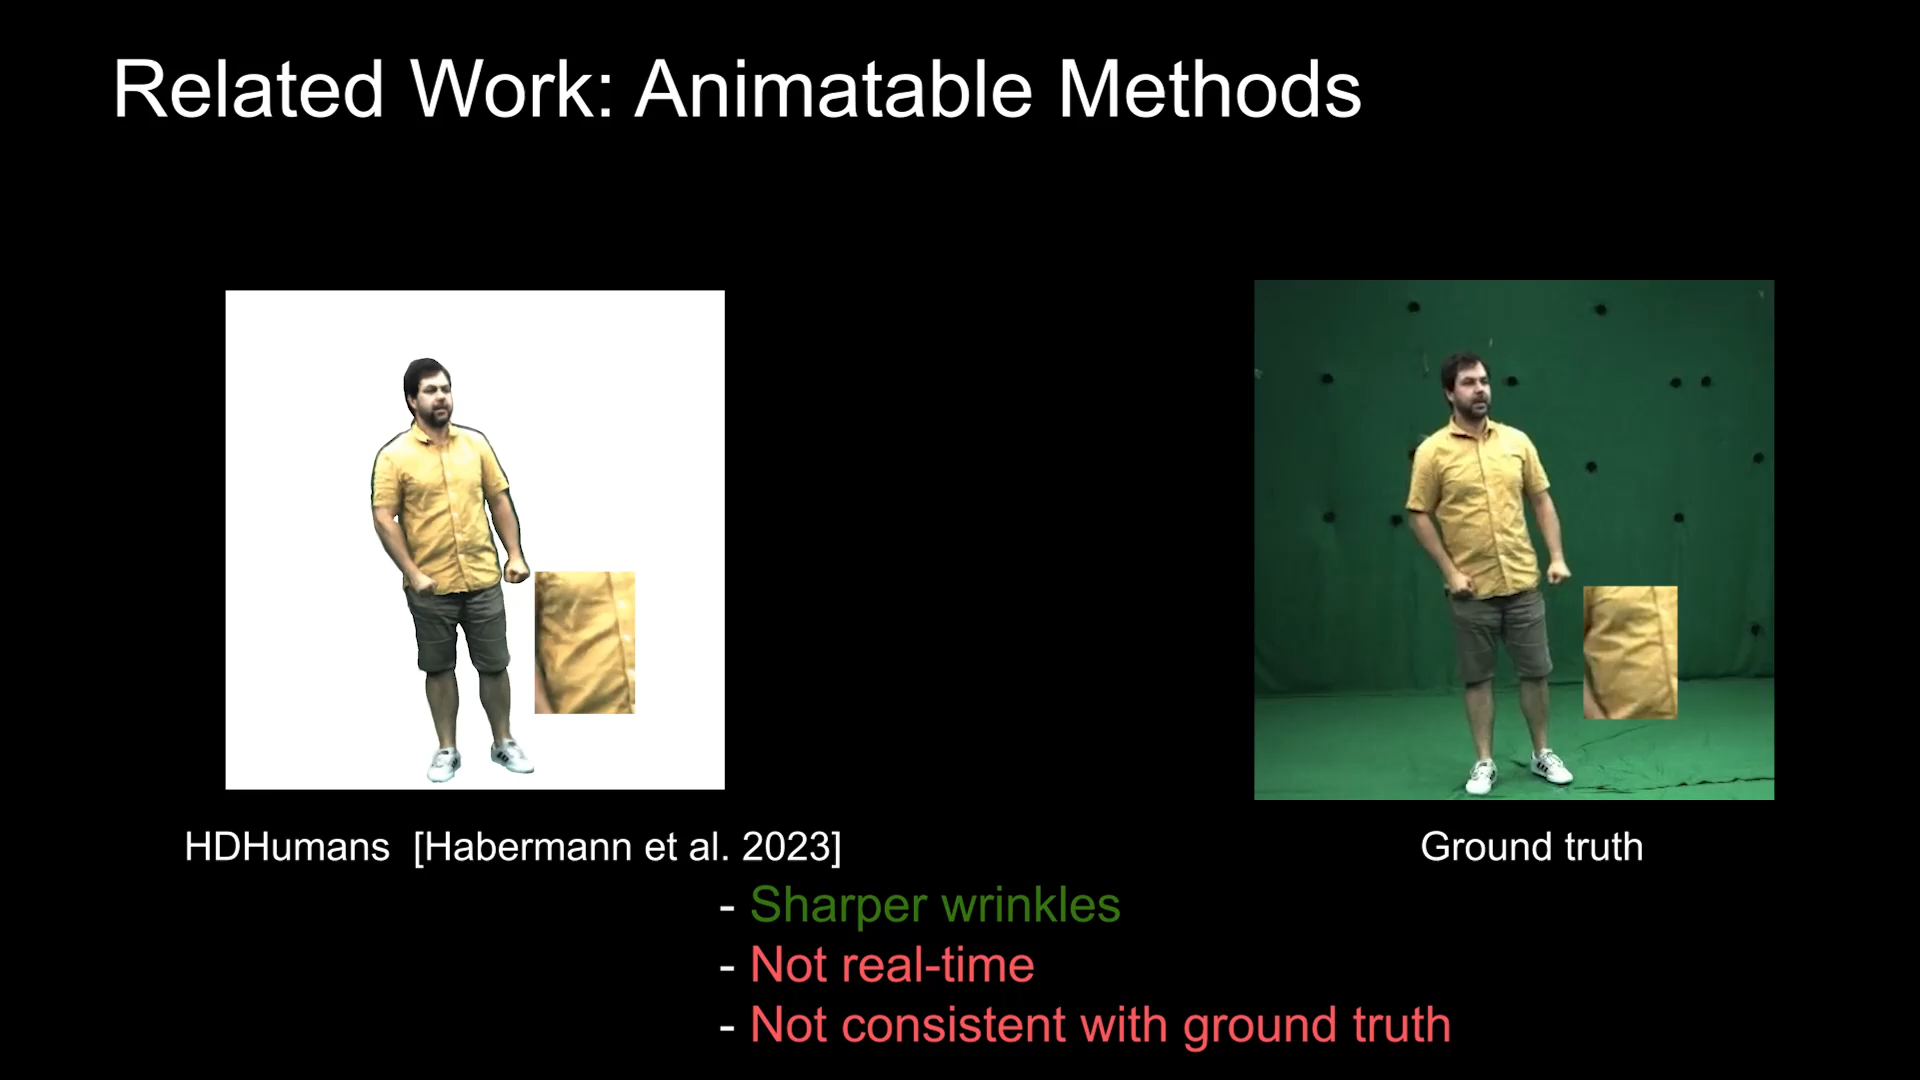 Related Work: Animatable Methods
HDHumans [Habermann et al. 2023]
Ground truth
- Sharper wrinkles
- Not real-time
- Not consistent with ground truth